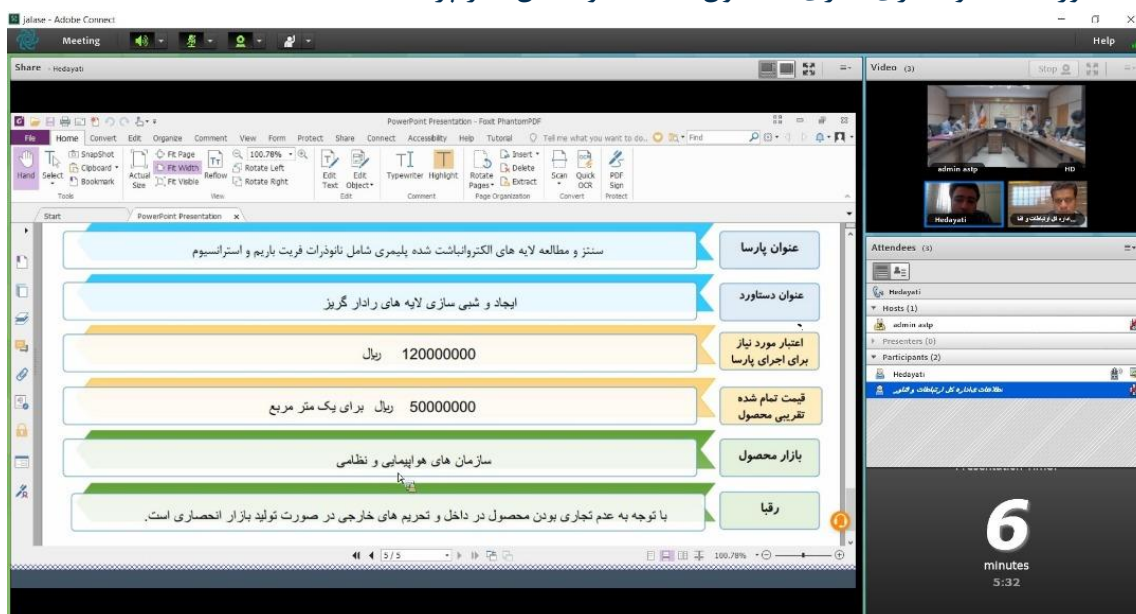 jalase - Adobe Connect
Meeting
Help
Share - Hedayati
PowerPoint Presentation - Foxit PhantomPDF
File Home Convert Edit Organize Comment View Form Protect Share Connect Accessibility Help Tutorial Tell me what you want to do.. Find
Hand
Select
SnapShot
Clipboard
Bookmark
Actual Size
Fit Page
Fit Width
Fit Visible
Reflow
100.78%
Rotate Left
Rotate Right
Edit Text
Edit Object
Typewriter
Highlight
Rotate Pages
Insert
Delete
Extract
Scan
Quick OCR
PDF Sign
Tools View Edit Comment Page Organization Convert Protect
Start PowerPoint Presentation x
عنوان پارسا
سنتز و مطالعه لایه های الکتروانباشت شده پلیمری شامل نانوذرات فریت باریم و استرانسیوم
عنوان دستاورد
ایجاد و شبی سازی لایه های رادار گریز
اعتبار مورد نیاز
برای اجرای پارسا
120000000 ریال
قیمت تمام شده
تقریبی محصول
50000000 ریال برای یک متر مربع
بازار محصول
سازمان های هواپیمایی و نظامی
رقبا
با توجه به عدم تجاری بودن محصول در داخل و تحریم های خارجی در صورت تولید بازار انحصاری است.
5 / 5
100.78%
Video (3)
Stop
admin astp
HD
Hedayati
Attendees (3)
Hedayati
Hosts (1)
admin astp
Presenters (0)
Participants (2)
Hedayati
6
minutes
5:32